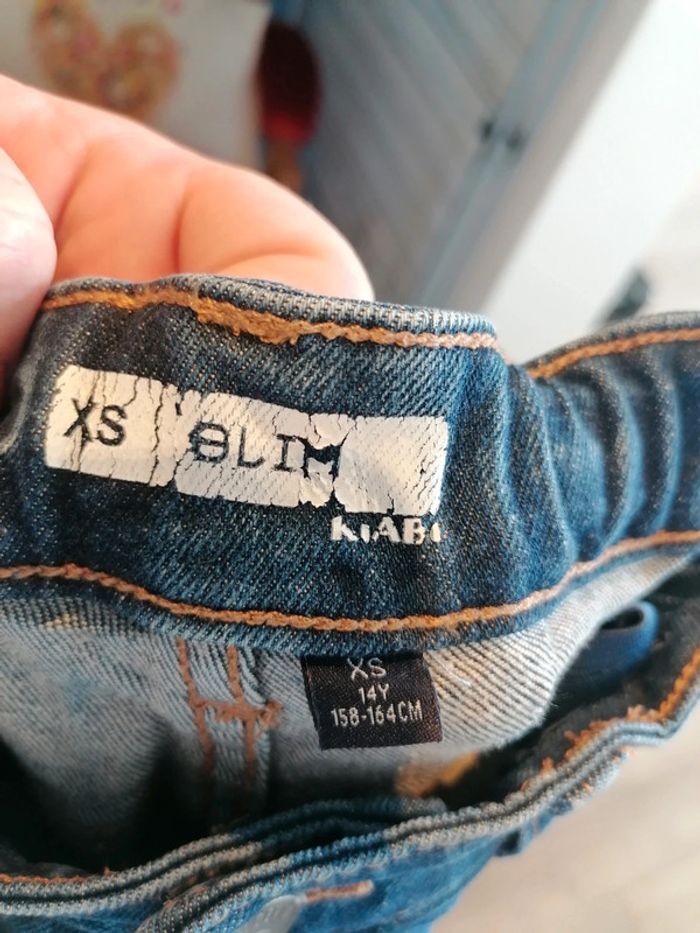 XS SLIM
KIABI
XS
14Y
158-164CM